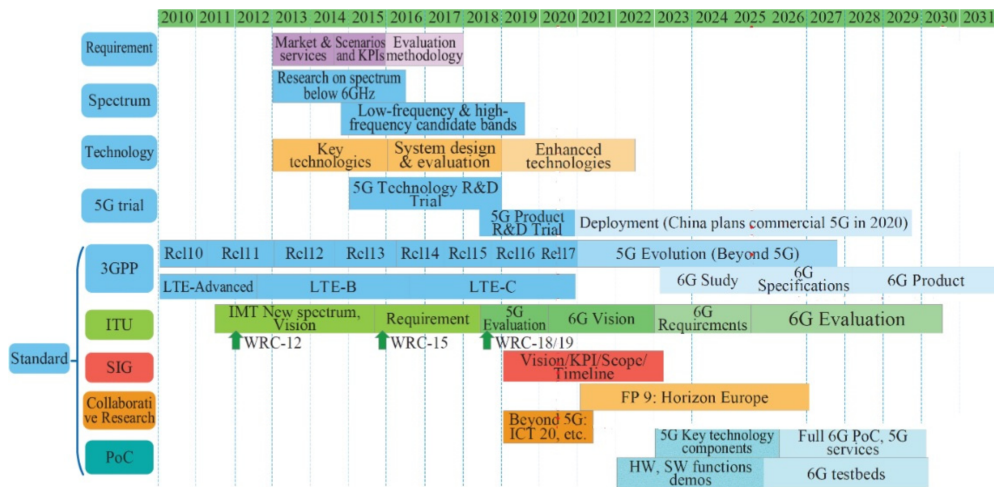 2010 2011 2012 2013 2014 2015 2016 2017 2018 2019 2020 2021 2022 2023 2024 2025 2026 2027 2028 2029 2030 2031
Requirement
Market & Scenarios
services and KPIs
Evaluation
methodology
Spectrum
Research on spectrum
below 6GHz
Low-frequency & high-
frequency candidate bands
Technology
Key
technologies
System design
& evaluation
Enhanced
technologies
5G trial
5G Technology R&D
Trial
5G Product
R&D Trial
Deployment (China plans commercial 5G in 2020)
Standard
3GPP
Rel10 Rel11 Rel12 Rel13 Rel14 Rel15 Rel16 Rel17
5G Evolution (Beyond 5G)
6G Study
6G
Specifications
6G Product
LTE-Advanced LTE-B LTE-C
ITU
IMT New spectrum,
Vision
Requirement
5G
Evaluation
6G Vision
6G
Requirements
6G Evaluation
WRC-12 WRC-15 WRC-18/19
SIG
Vision/KPI/Scope/
Timeline
Collaborati
ve Research
FP 9: Horizon Europe
Beyond 5G:
ICT 20, etc.
PoC
5G Key technology
components
Full 6G PoC, 5G
services
HW, SW functions
demos
6G testbeds